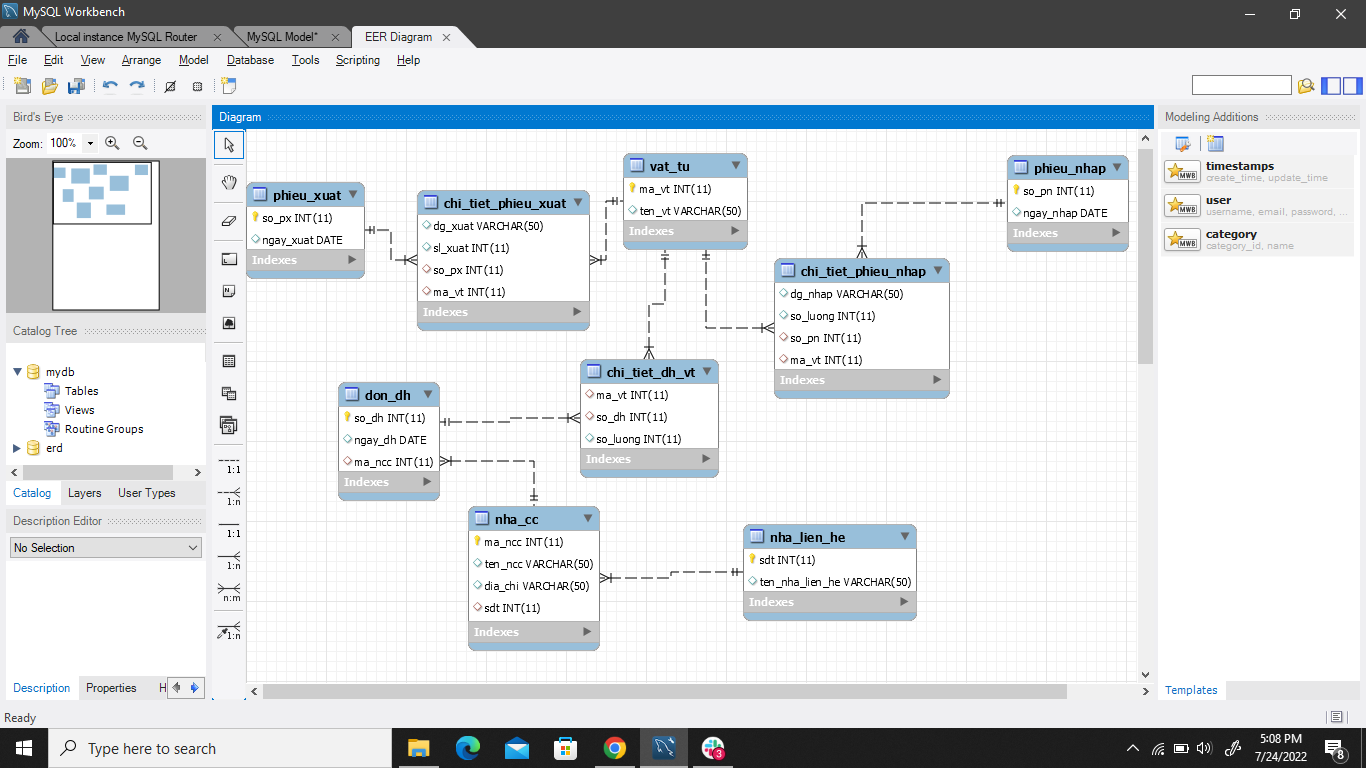 MySQL Workbench
Local instance MySQL Router
MySQL Model*
EER Diagram
File Edit View Arrange Model Database Tools Scripting Help
Bird's Eye
Zoom: 100%
Catalog Tree
mydb
Tables
Views
Routine Groups
erd
Catalog Layers User Types
Description Editor
No Selection
Description Properties H
Ready
Diagram
1:1
1:n
1:1
1:n
n:m
1:n
phieu_xuat
so_px INT(11)
ngay_xuat DATE
Indexes
chi_tiet_phieu_xuat
dg_xuat VARCHAR(50)
sl_xuat INT(11)
so_px INT(11)
ma_vt INT(11)
Indexes
vat_tu
ma_vt INT(11)
ten_vt VARCHAR(50)
Indexes
phieu_nhap
so_pn INT(11)
ngay_nhap DATE
Indexes
chi_tiet_phieu_nhap
dg_nhap VARCHAR(50)
so_luong INT(11)
so_pn INT(11)
ma_vt INT(11)
Indexes
chi_tiet_dh_vt
ma_vt INT(11)
so_dh INT(11)
so_luong INT(11)
Indexes
don_dh
so_dh INT(11)
ngay_dh DATE
ma_ncc INT(11)
Indexes
nha_cc
ma_ncc INT(11)
ten_ncc VARCHAR(50)
dia_chi VARCHAR(50)
sdt INT(11)
Indexes
nha_lien_he
sdt INT(11)
ten_nha_lien_he VARCHAR(50)
Indexes
Modeling Additions
MWB
timestamps
create_time, update_time
MWB
user
username, email, password, ...
MWB
category
category_id, name
Templates
Type here to search
3
5:08 PM
7/24/2022
8